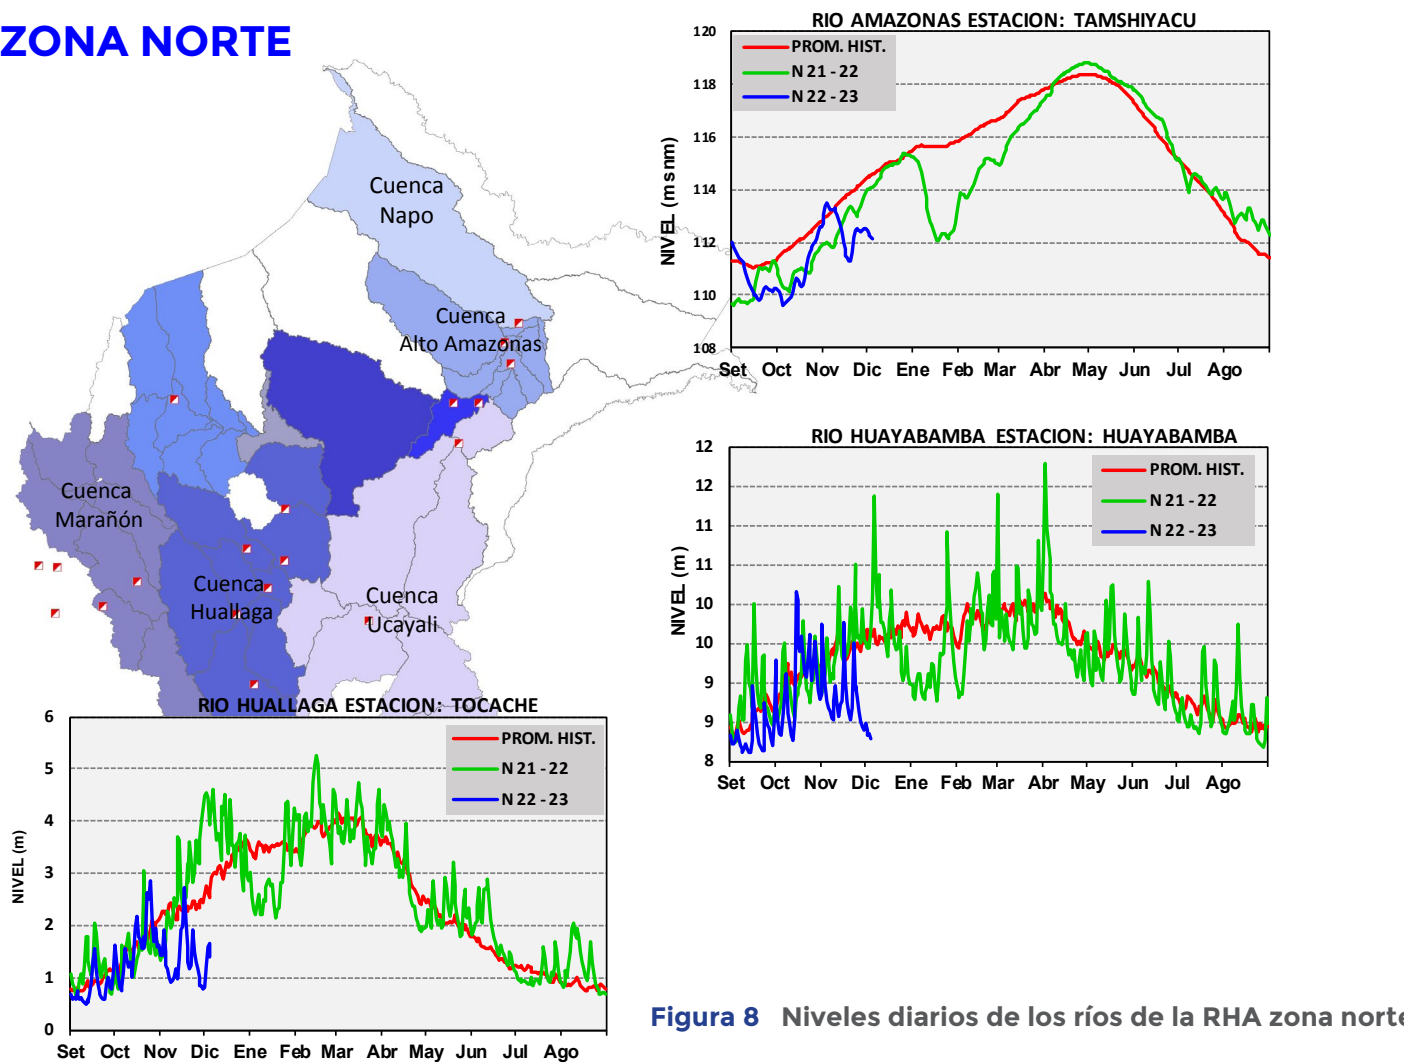 ZONA NORTE
RIO AMAZONAS ESTACION: TAMSHIYACU
120
118
116
114
112
110
108
NIVEL (msnm)
PROM. HIST.
N 21 - 22
N 22 - 23
Set Oct Nov Dic Ene Feb Mar Abr May Jun Jul Ago
Cuenca
Napo
Cuenca
Alto Amazonas
Cuenca
Marañón
Cuenca
Huallaga
Cuenca
Ucayali
RIO HUAYABAMBA ESTACION: HUAYABAMBA
12
12
11
11
10
10
9
9
8
NIVEL (m)
PROM. HIST.
N 21 - 22
N 22 - 23
Set Oct Nov Dic Ene Feb Mar Abr May Jun Jul Ago
RIO HUALLAGA ESTACION: TOCACHE
6
5
4
3
2
1
0
NIVEL (m)
PROM. HIST.
N 21 - 22
N 22 - 23
Set Oct Nov Dic Ene Feb Mar Abr May Jun Jul Ago
Figura 8 Niveles diarios de los ríos de la RHA zona norte